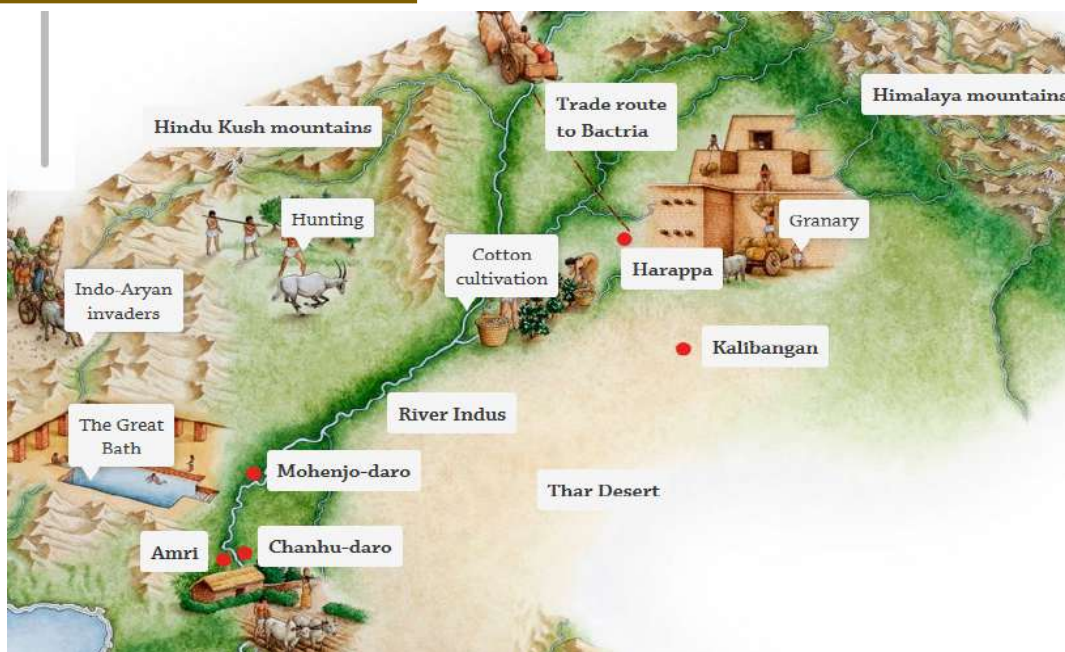 Trade route
to Bactria
Himalaya mountains
Hindu Kush mountains
Hunting
Granary
Cotton
cultivation
Harappa
Indo-Aryan
invaders
Kalibangan
River Indus
The Great
Bath
Mohenjo-daro
Thar Desert
Amri
Chanhu-daro